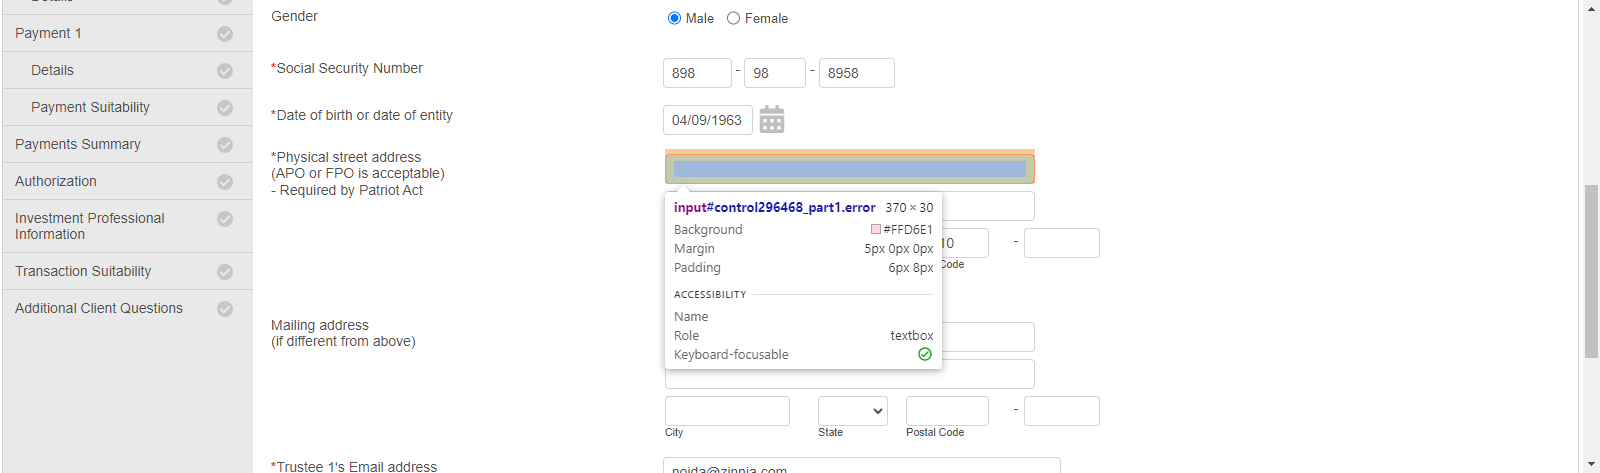 Gender
Male
Female
Payment 1
Details
*Social Security Number
898 - 98 - 8958
Payment Suitability
*Date of birth or date of entity
04/09/1963
Payments Summary
*Physical street address
(APO or FPO is acceptable)
- Required by Patriot Act
Authorization
Investment Professional
Information
Transaction Suitability
Additional Client Questions
input#control296468_part1.error 370 × 30
Background #FFD6E1
Margin 5px 0px 0px
Padding 6px 8px
ACCESSIBILITY
Name
Role textbox
Keyboard-focusable
10 -
Code
Mailing address
(if different from above)
-
City State Postal Code
*Trustee 1's Email address
noida@zinnia.com